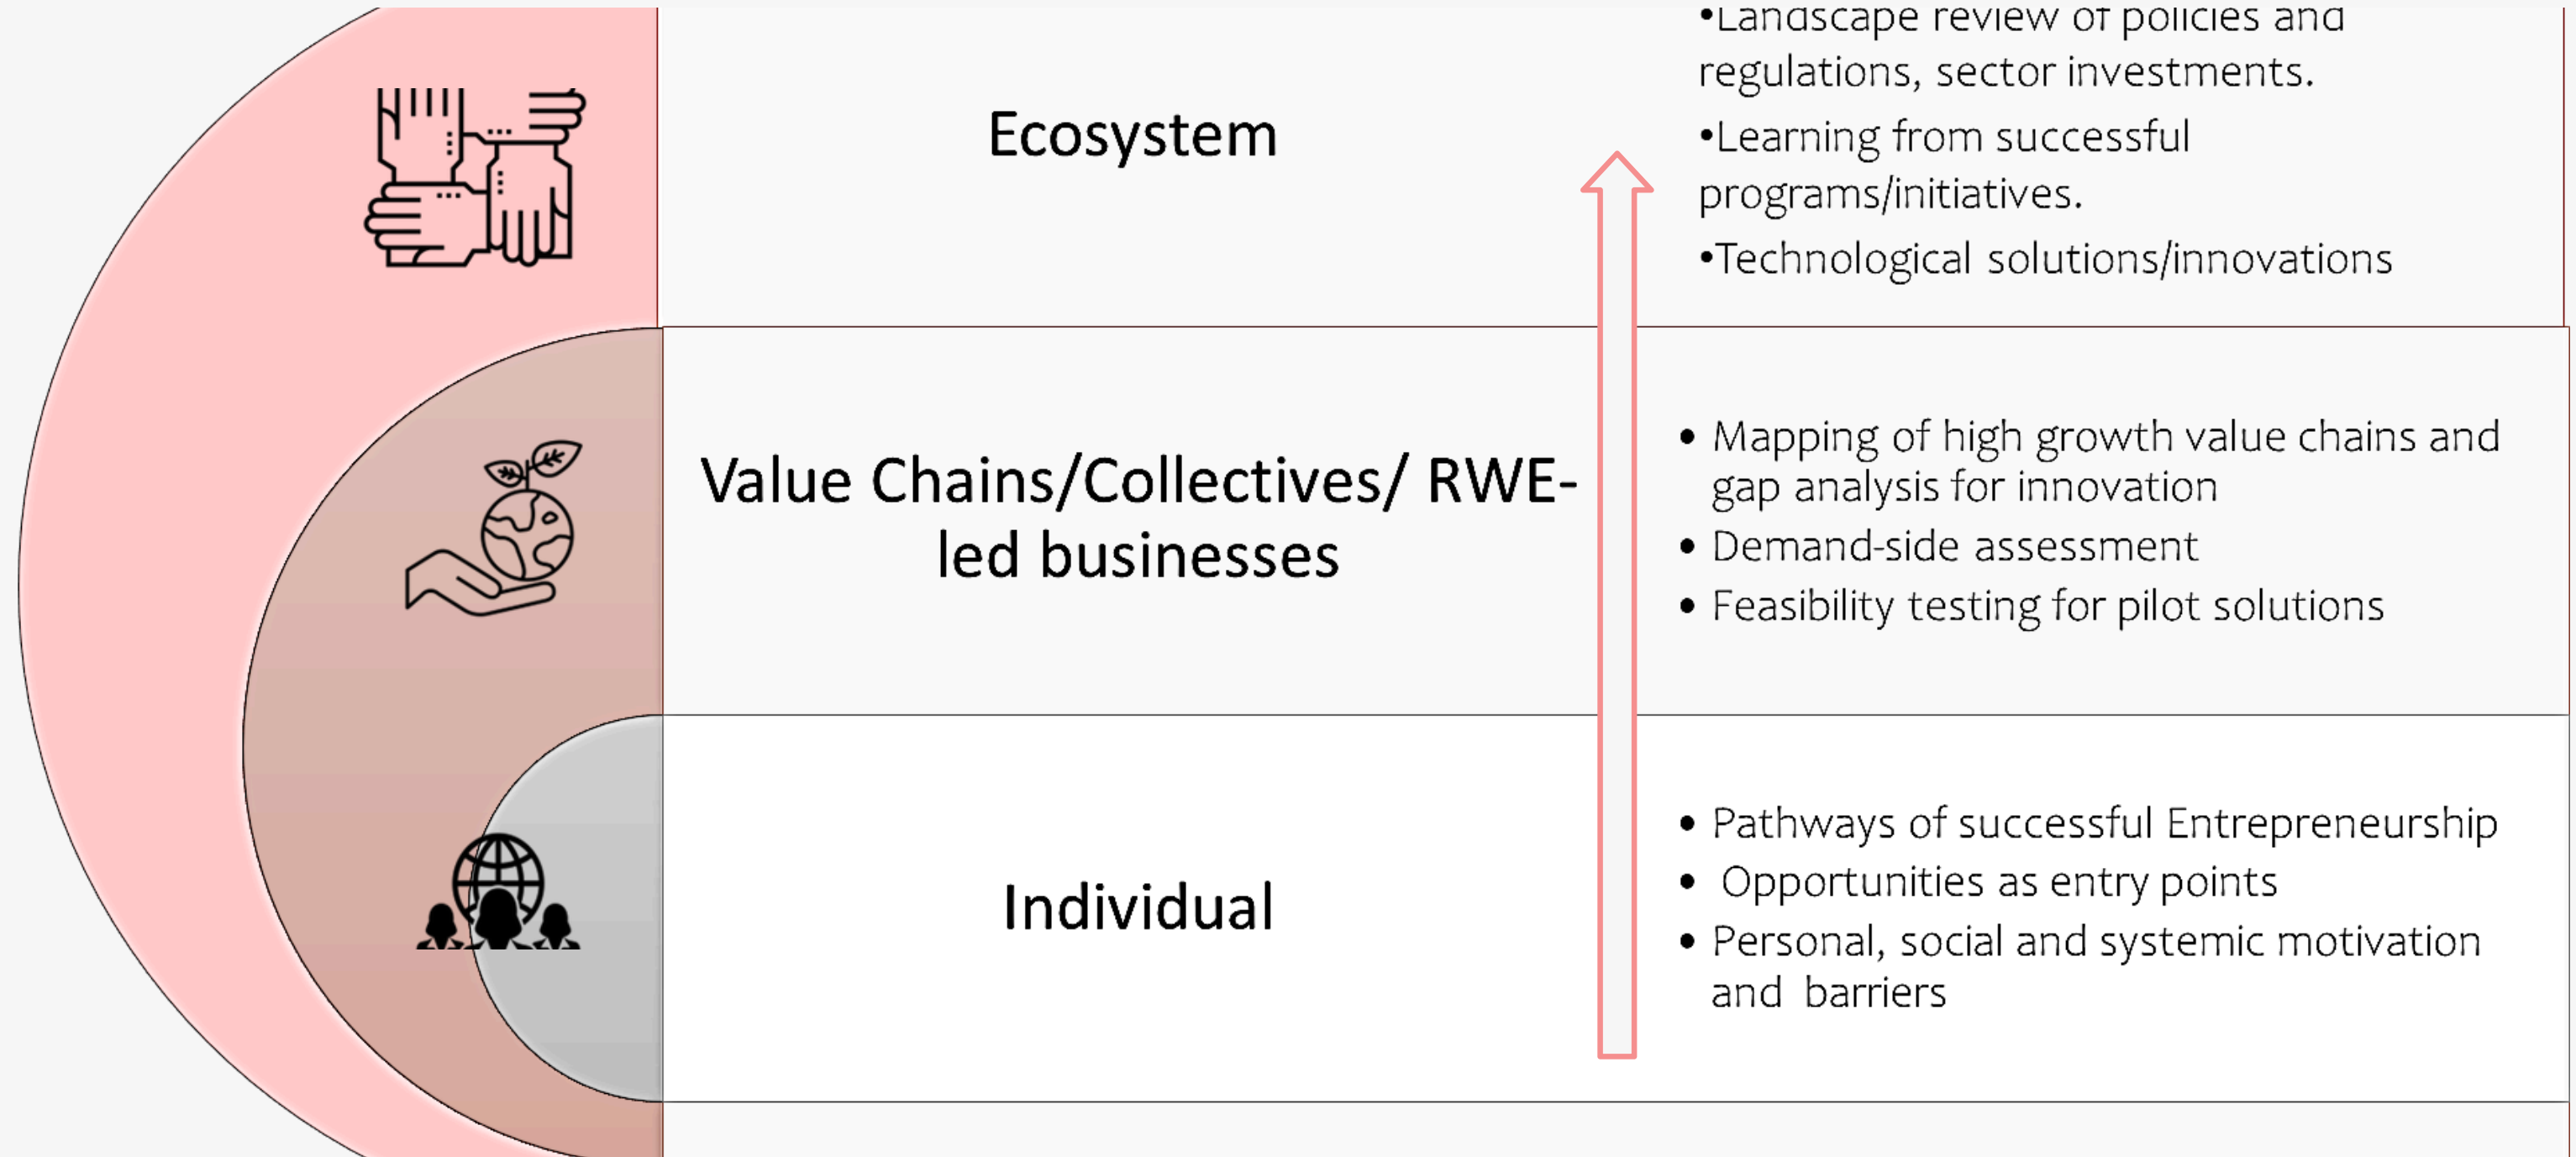 •Landscape review of policies and
regulations, sector investments.
Ecosystem
•Learning from successful
programs/initiatives.
•Technological solutions/innovations
Value Chains/Collectives/ RWE-
led businesses
• Mapping of high growth value chains and
gap analysis for innovation
• Demand-side assessment
• Feasibility testing for pilot solutions
Individual
• Pathways of successful Entrepreneurship
• Opportunities as entry points
• Personal, social and systemic motivation
and barriers